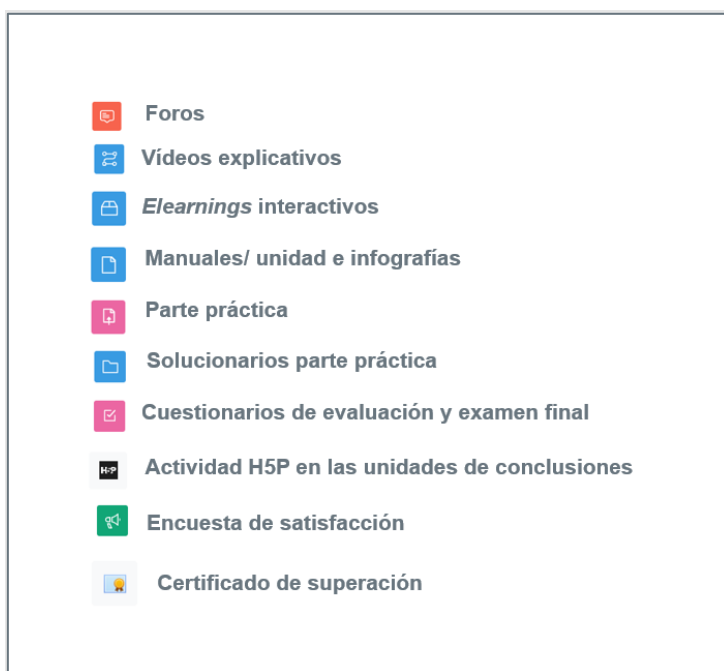 Foros
Vídeos explicativos
Elearnings interactivos
Manuales/ unidad e infografías
Parte práctica
Solucionarios parte práctica
Cuestionarios de evaluación y examen final
H5P Actividad H5P en las unidades de conclusiones
Encuesta de satisfacción
Certificado de superación